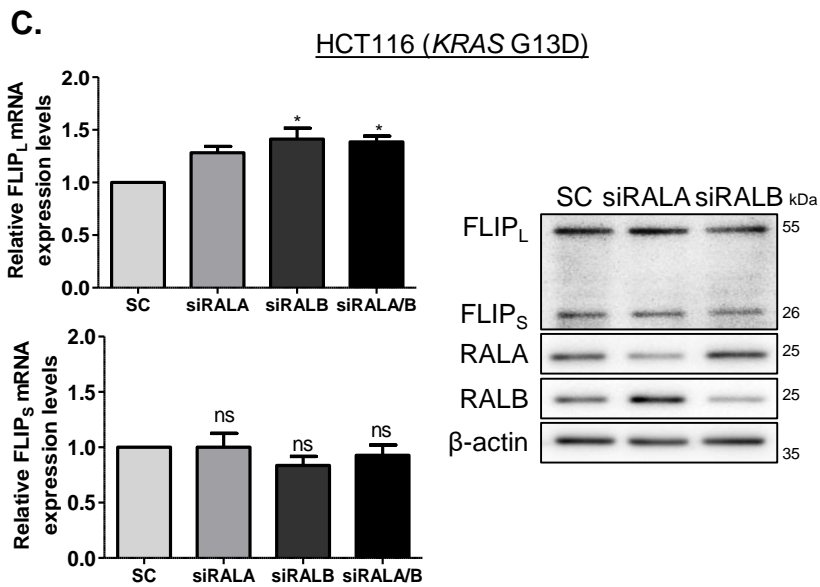 C.
HCT116 (KRAS G13D)
Relative FLIPL mRNA
expression levels
2.0
1.5
1.0
0.5
0.0
*
*
SC siRALA siRALB siRALA/B
Relative FLIPS mRNA
expression levels
2.0
1.5
1.0
0.5
0.0
ns
ns
ns
SC siRALA siRALB siRALA/B
SC siRALA siRALB kDa
FLIPL 55
FLIPS 26
RALA 25
RALB 25
β-actin 35